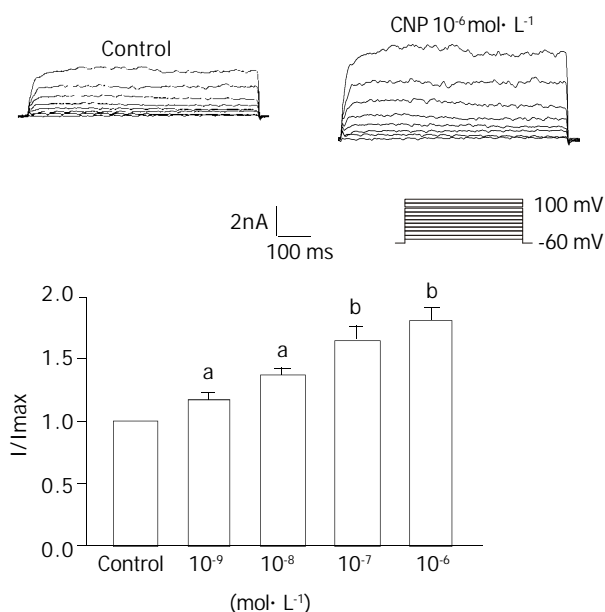 Control
CNP 10⁻⁶mol· L⁻¹
2nA
100 ms
100 mV
-60 mV
I/Imax
2.0
1.5
1.0
0.5
0.0
a
a
b
b
Control 10⁻⁹ 10⁻⁸ 10⁻⁷ 10⁻⁶
(mol· L⁻¹)